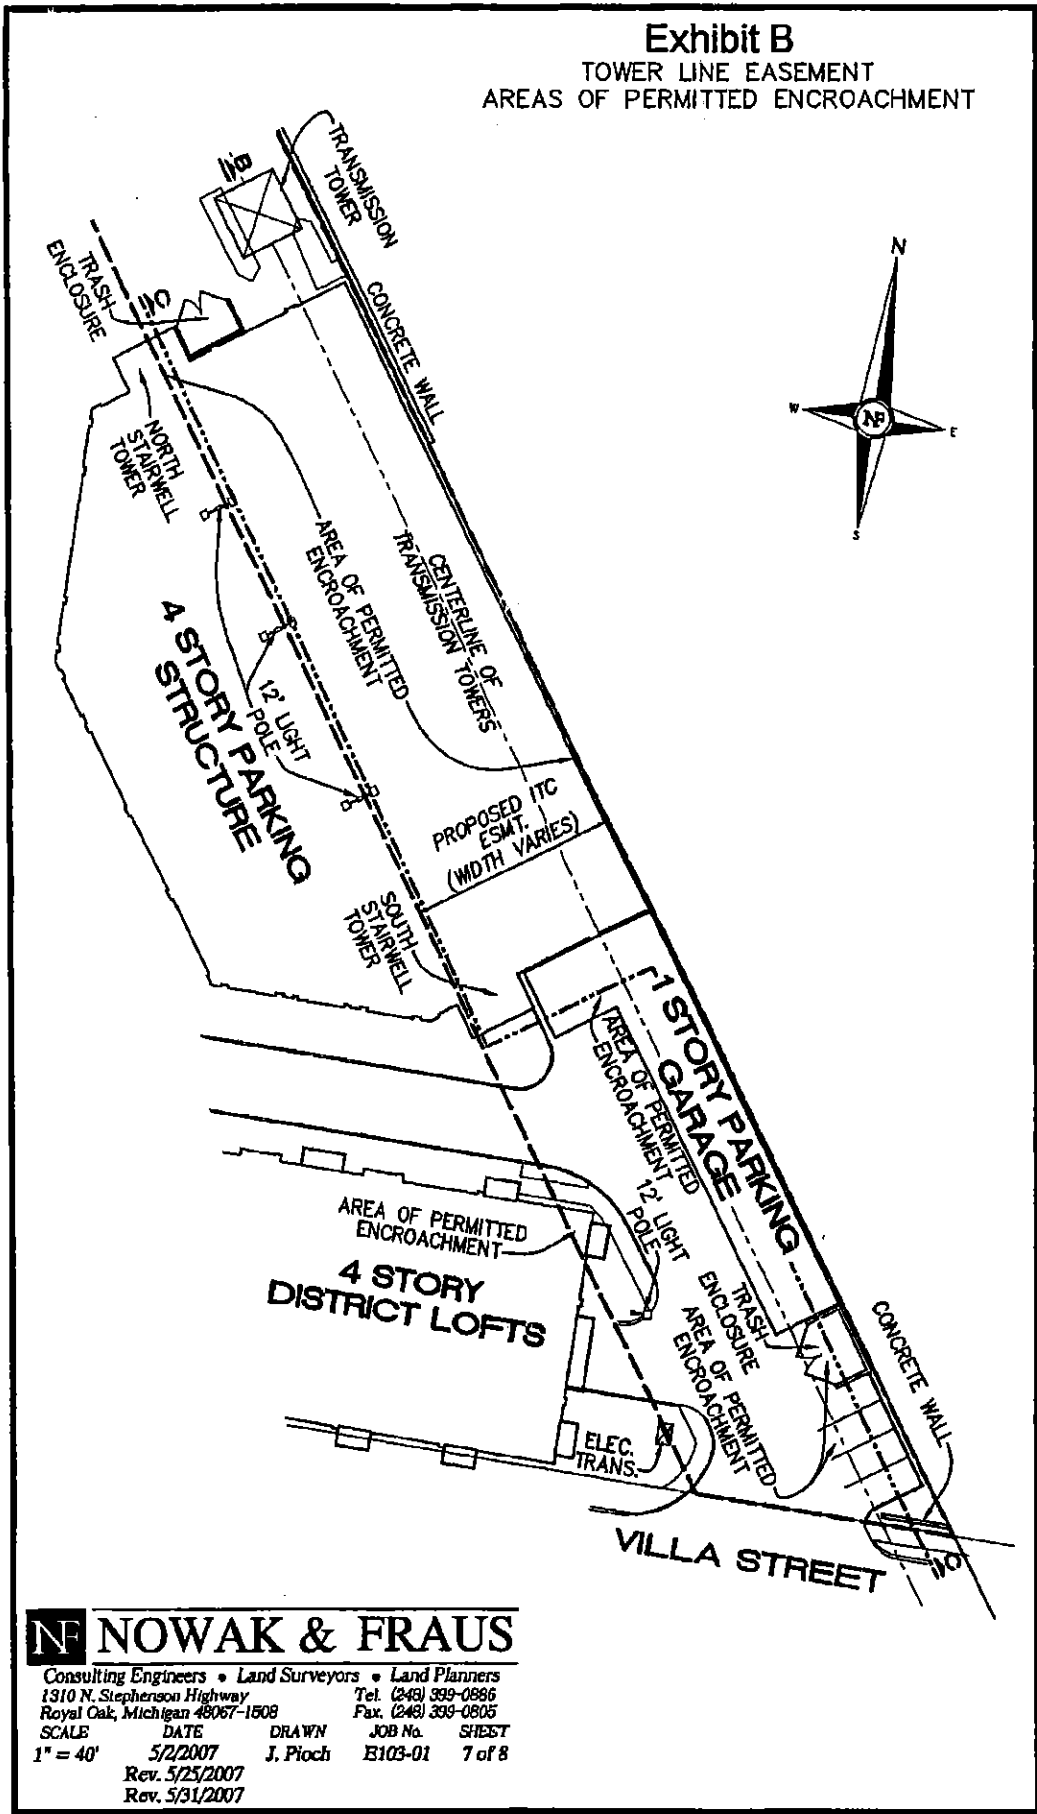 Exhibit B
TOWER LINE EASEMENT
AREAS OF PERMITTED ENCROACHMENT
TRANSMISSION
TOWER
B
TRASH
ENCLOSURE
C
CONCRETE WALL
N
W
NF
E
S
NORTH
STAIRWELL
TOWER
AREA OF PERMITTED
ENCROACHMENT
CENTERLINE OF
TRANSMISSION TOWERS
4 STORY PARKING
STRUCTURE
12' LIGHT
POLE
PROPOSED ITC
ESMT.
(WIDTH VARIES)
SOUTH
STAIRWELL
TOWER
1 STORY PARKING
GARAGE
AREA OF PERMITTED
ENCROACHMENT
12' LIGHT
POLE
AREA OF PERMITTED
ENCROACHMENT
4 STORY
DISTRICT LOFTS
TRASH
ENCLOSURE
AREA OF PERMITTED
ENCROACHMENT
CONCRETE WALL
ELEC.
TRANS.
VILLA STREET
C
NF NOWAK & FRAUS
Consulting Engineers • Land Surveyors • Land Planners
1310 N. Stephenson Highway Tel. (248) 399-0886
Royal Oak, Michigan 48067-1508 Fax. (248) 399-0805
SCALE DATE DRAWN JOB No. SHEET
1" = 40' 5/2/2007 J. Pioch E103-01 7 of 8
Rev. 5/25/2007
Rev. 5/31/2007